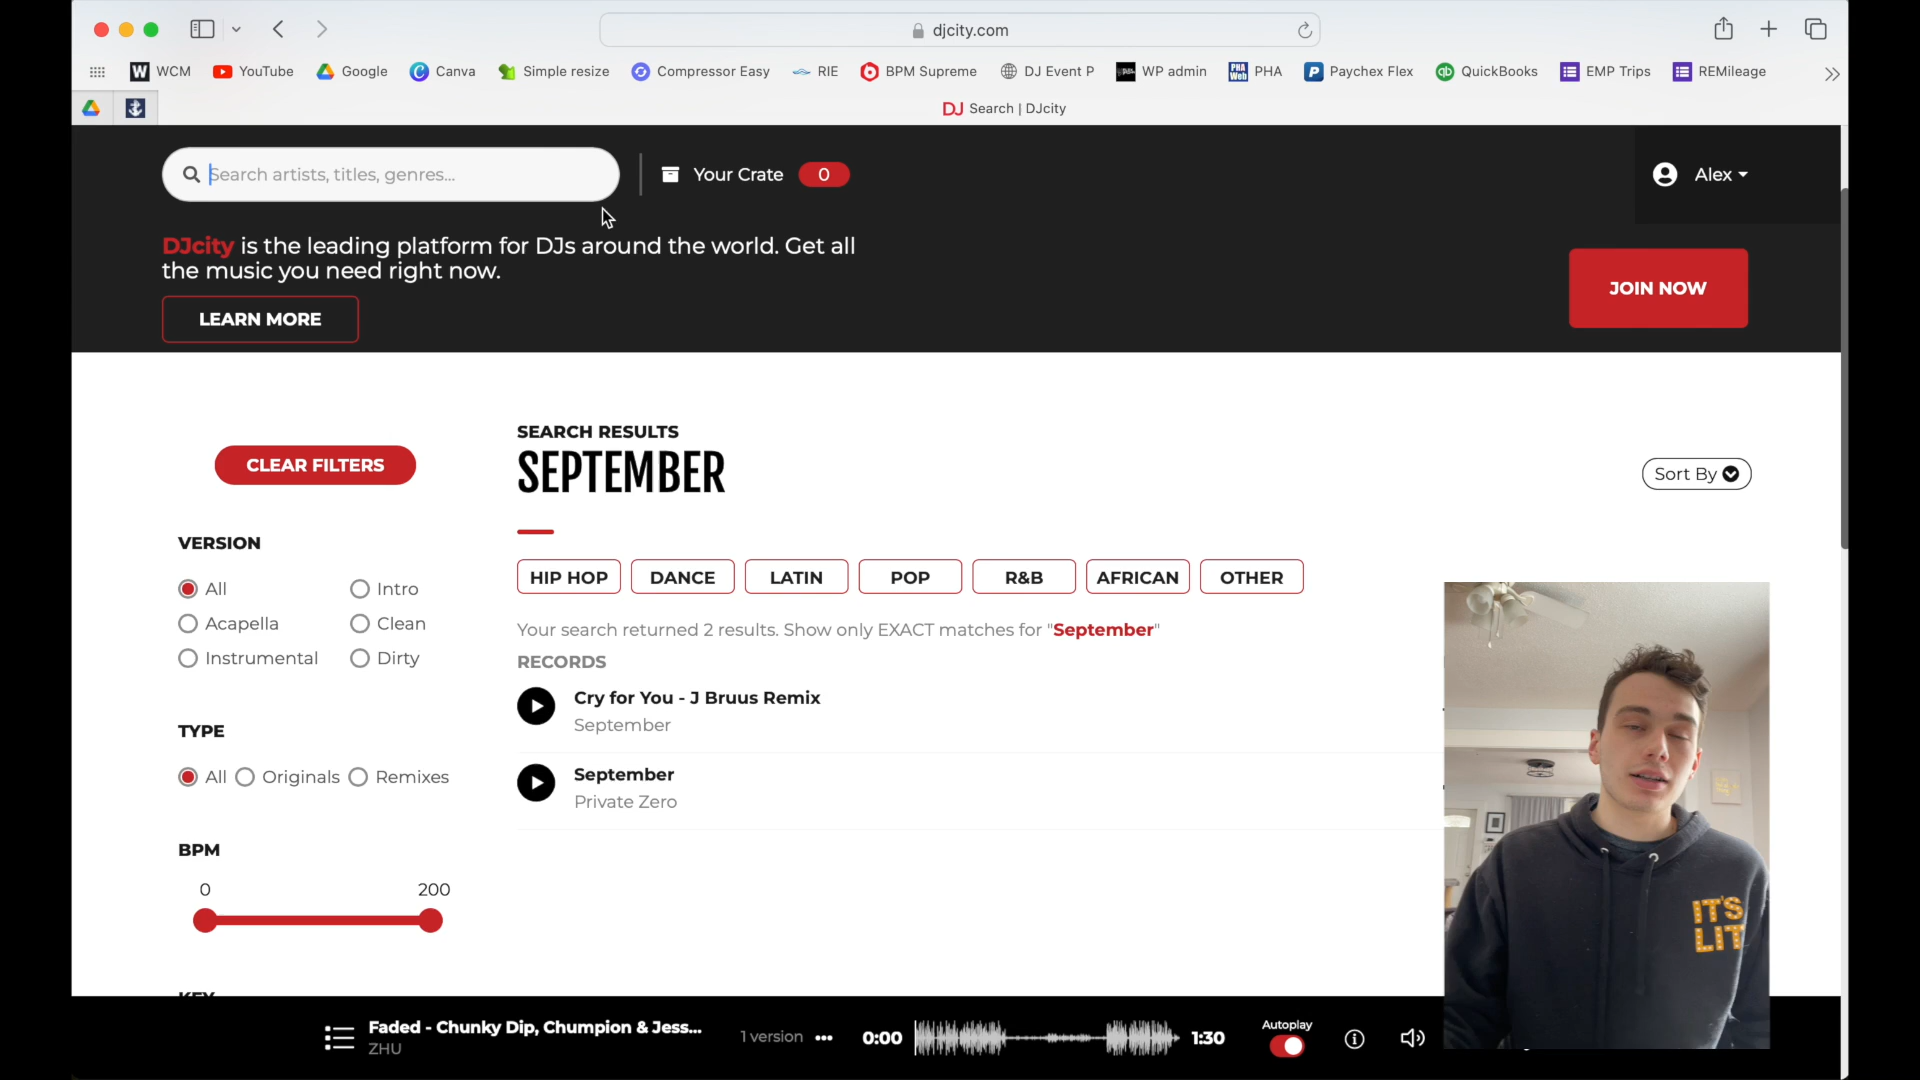 djcity.com
WCM
YouTube
Google
Canva
Simple resize
Compressor Easy
RIE
BPM Supreme
DJ Event P
WP admin
PHA
Web
PHA
Paychex Flex
QuickBooks
EMP Trips
REMileage
DJ Search | DJcity
Search artists, titles, genres...
Your Crate 0
Alex
DJcity is the leading platform for DJs around the world. Get all
the music you need right now.
LEARN MORE
JOIN NOW
CLEAR FILTERS
SEARCH RESULTS
SEPTEMBER
Sort By
VERSION
All
Intro
Acapella
Clean
Instrumental
Dirty
TYPE
All
Originals
Remixes
BPM
0
200
KEY
HIP HOP
DANCE
LATIN
POP
R&B
AFRICAN
OTHER
Your search returned 2 results. Show only EXACT matches for "September"
RECORDS
Cry for You - J Bruus Remix
September
September
Private Zero
IT'S
LIT
Faded - Chunky Dip, Chumpion & Jess...
ZHU
1 version
0:00
1:30
Autoplay